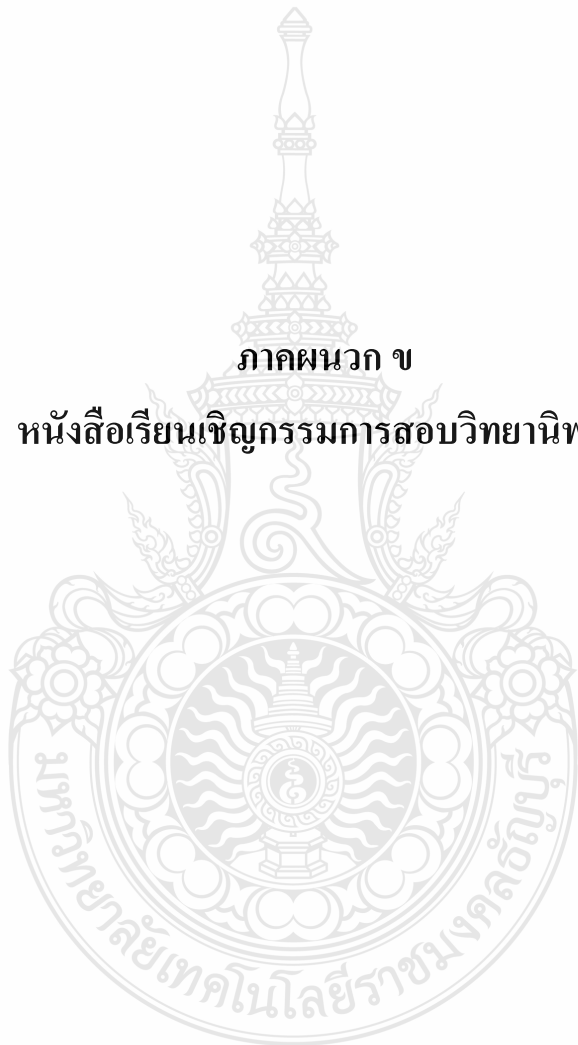 ภาคผนวก ข
หนังสือเรียนเชิญกรรมการสอบวิทยานิพ
มหาวิทยาลัยเทคโนโลยีราชมงคลธัญบุรี